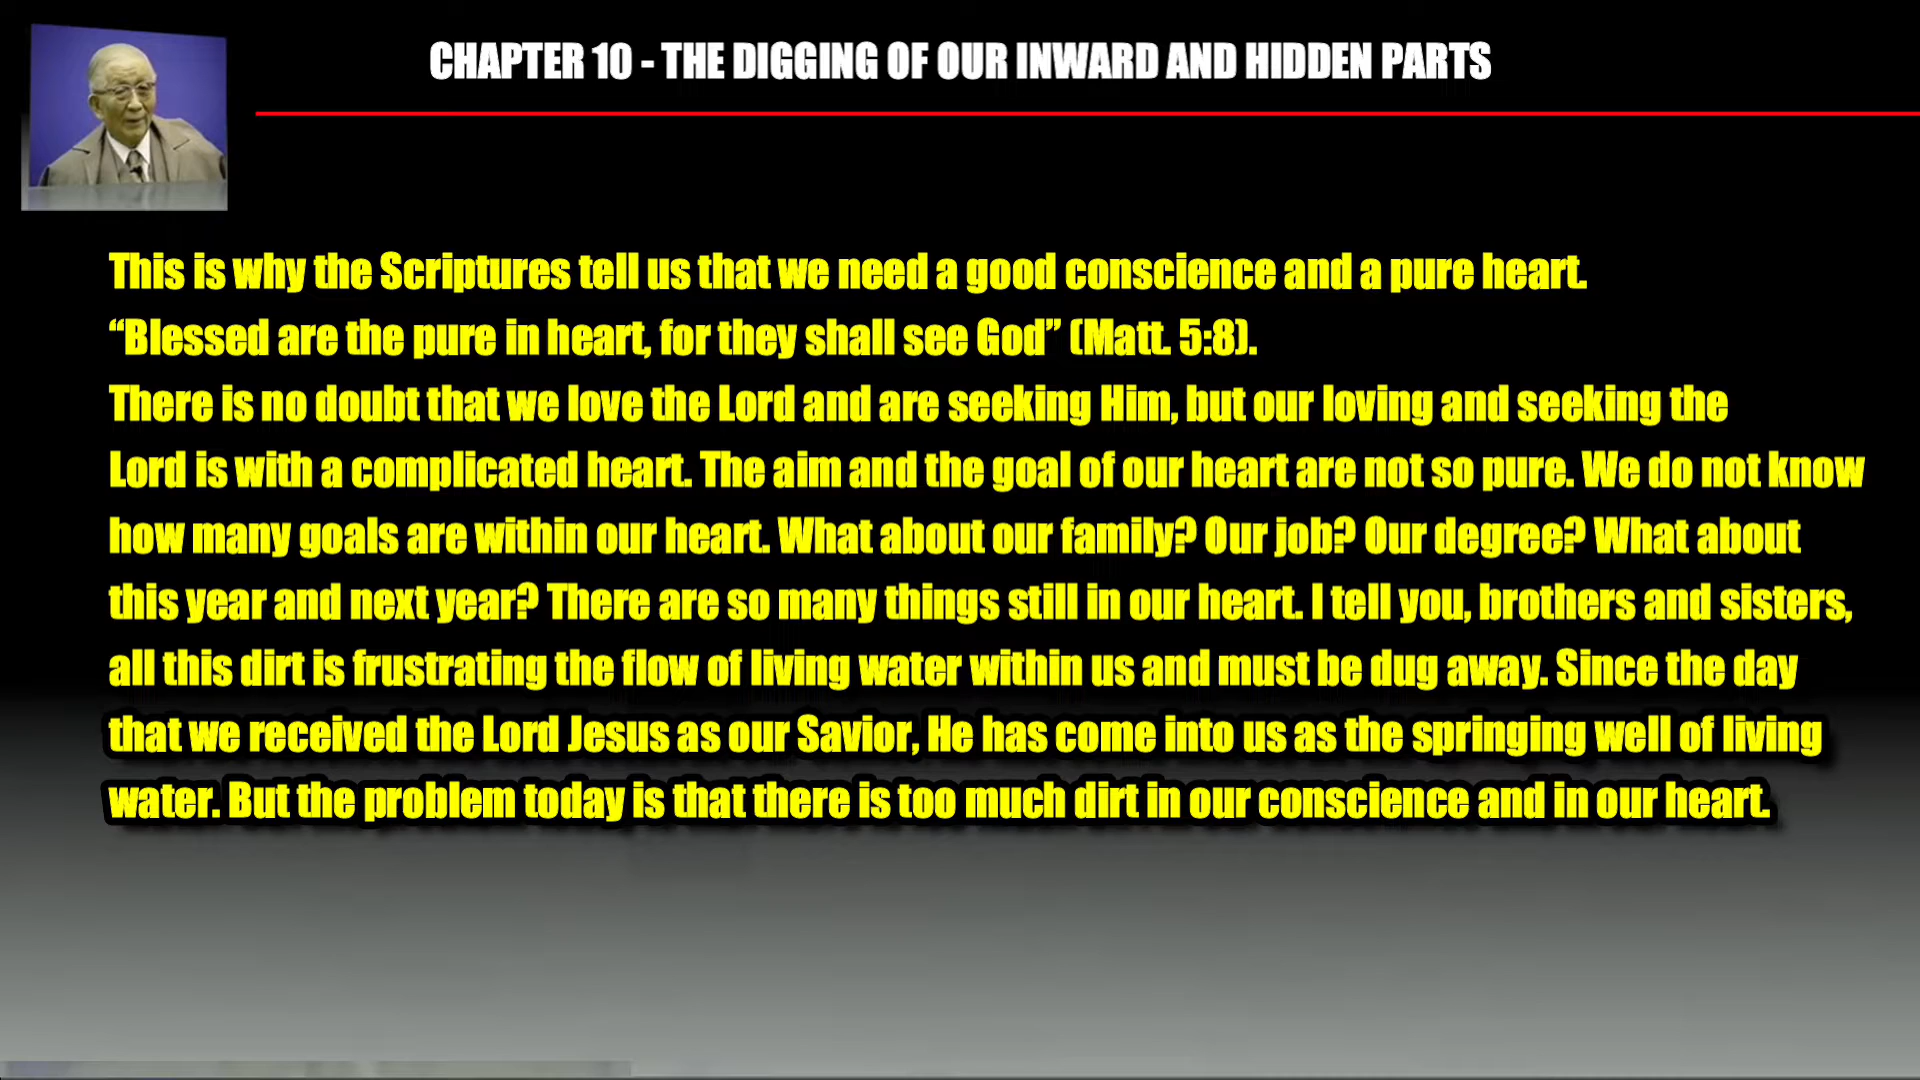 CHAPTER 10 - THE DIGGING OF OUR INWARD AND HIDDEN PARTS
This is why the Scriptures tell us that we need a good conscience and a pure heart.
“Blessed are the pure in heart, for they shall see God” (Matt. 5:8).
There is no doubt that we love the Lord and are seeking Him, but our loving and seeking the
Lord is with a complicated heart. The aim and the goal of our heart are not so pure. We do not know
how many goals are within our heart. What about our family? Our job? Our degree? What about
this year and next year? There are so many things still in our heart. I tell you, brothers and sisters,
all this dirt is frustrating the flow of living water within us and must be dug away. Since the day
that we received the Lord Jesus as our Savior, He has come into us as the springing well of living
water. But the problem today is that there is too much dirt in our conscience and in our heart.